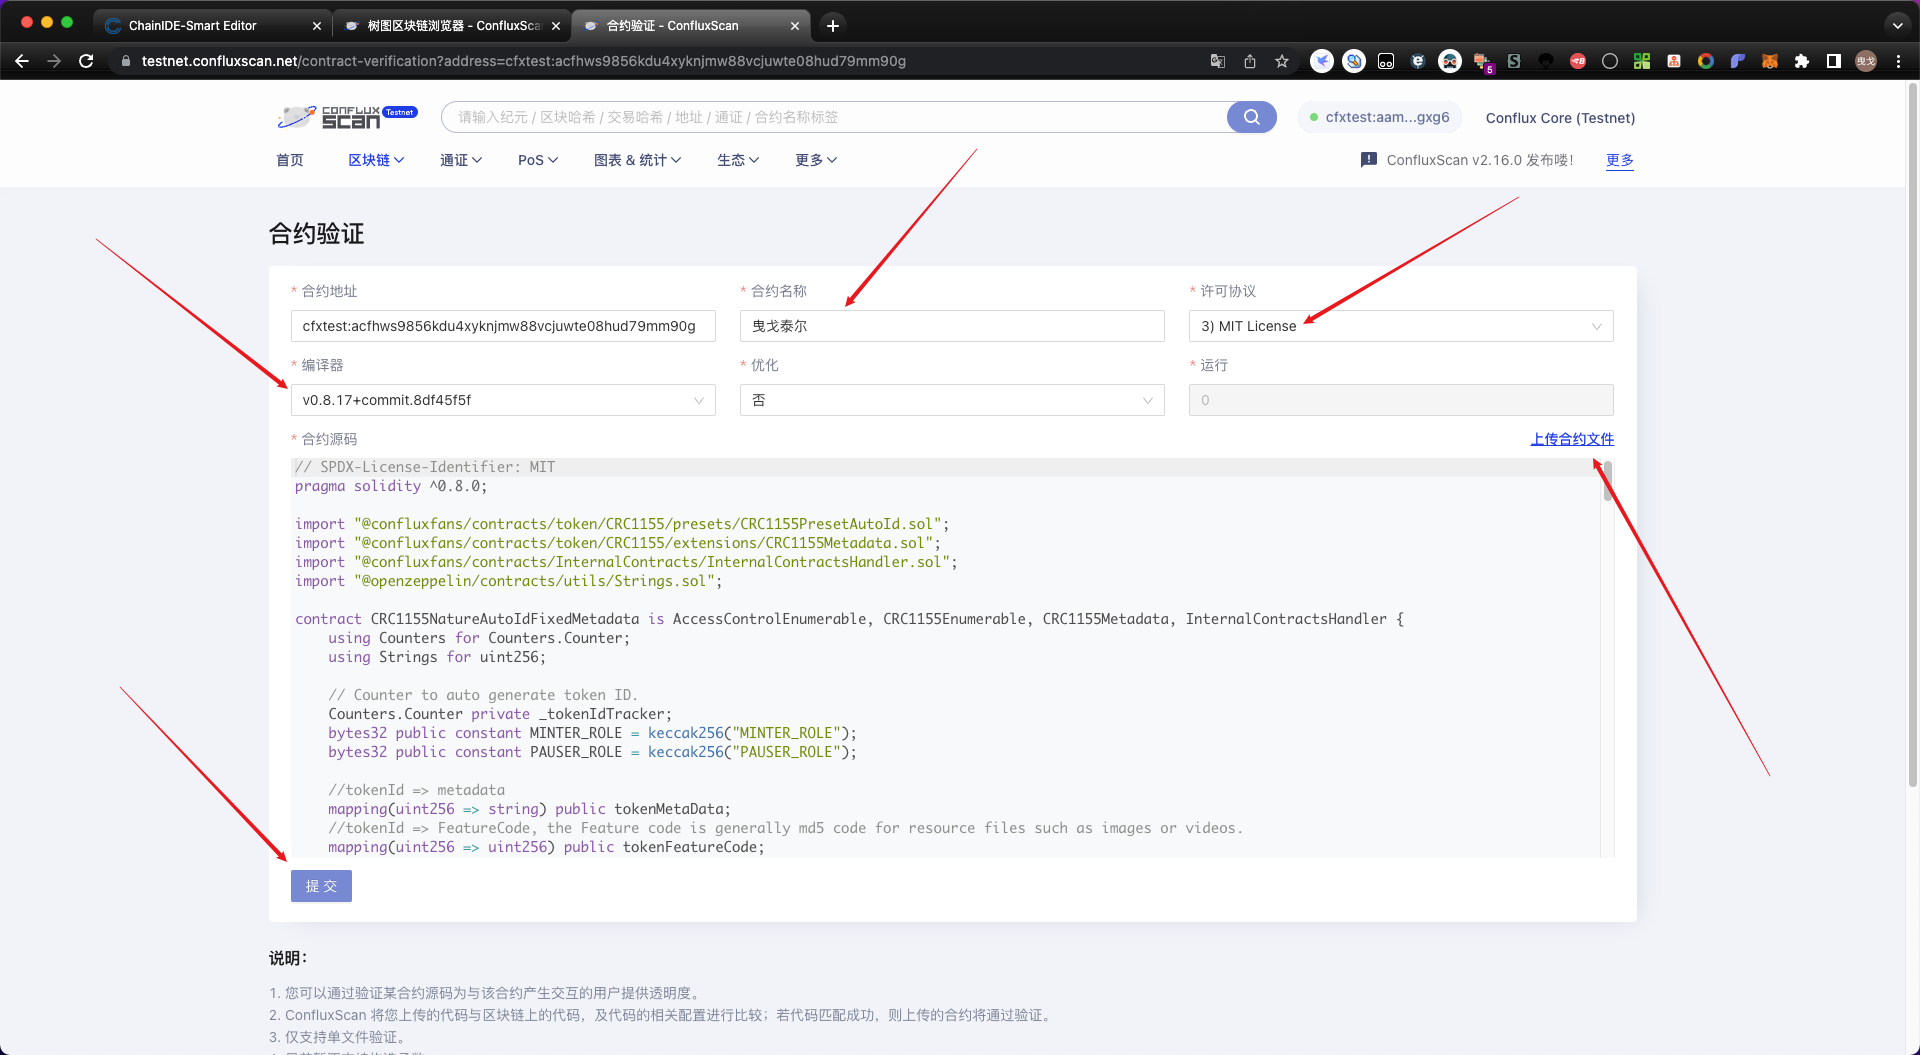 ChainIDE-Smart Editor
树图区块链浏览器 - ConfluxSca
合约验证 - ConfluxScan
testnet.confluxscan.net/contract-verification?address=cfxtest:acfhws9856kdu4xyknjmw88vcjuwte08hud79mm90g
5
曳戈
CONFLUX SCAN Testnet
请输入纪元 / 区块哈希 / 交易哈希 / 地址 / 通证 / 合约名称标签
cfxtest:aam...gxg6
Conflux Core (Testnet)
首页 区块链 通证 PoS 图表 & 统计 生态 更多
ConfluxScan v2.16.0 发布喽! 更多
合约验证
* 合约地址
* 合约名称
* 许可协议
cfxtest:acfhws9856kdu4xyknjmw88vcjuwte08hud79mm90g
曳戈泰尔
3) MIT License
* 编译器
* 优化
* 运行
v0.8.17+commit.8df45f5f
否
0
* 合约源码
上传合约文件
// SPDX-License-Identifier: MIT
pragma solidity ^0.8.0;
import "@confluxfans/contracts/token/CRC1155/presets/CRC1155PresetAutoId.sol";
import "@confluxfans/contracts/token/CRC1155/extensions/CRC1155Metadata.sol";
import "@confluxfans/contracts/InternalContracts/InternalContractsHandler.sol";
import "@openzeppelin/contracts/utils/Strings.sol";
contract CRC1155NatureAutoIdFixedMetadata is AccessControlEnumerable, CRC1155Enumerable, CRC1155Metadata, InternalContractsHandler {
using Counters for Counters.Counter;
using Strings for uint256;
// Counter to auto generate token ID.
Counters.Counter private _tokenIdTracker;
bytes32 public constant MINTER_ROLE = keccak256("MINTER_ROLE");
bytes32 public constant PAUSER_ROLE = keccak256("PAUSER_ROLE");
//tokenId => metadata
mapping(uint256 => string) public tokenMetaData;
//tokenId => FeatureCode, the Feature code is generally md5 code for resource files such as images or videos.
mapping(uint256 => uint256) public tokenFeatureCode;
提 交
说明：
1. 您可以通过验证某合约源码为与该合约产生交互的用户提供透明度。
2. ConfluxScan 将您上传的代码与区块链上的代码，及代码的相关配置进行比较；若代码匹配成功，则上传的合约将通过验证。
3. 仅支持单文件验证。